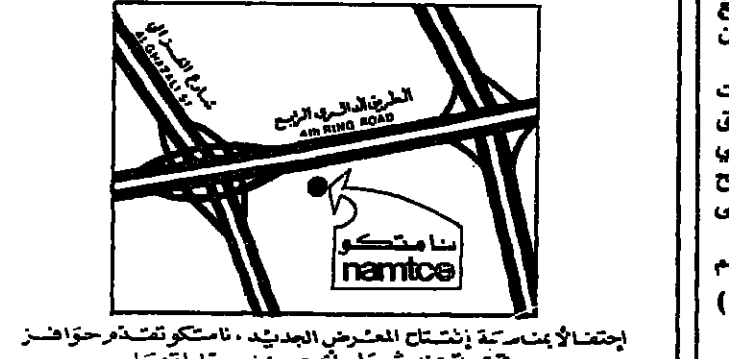 شارع الغزالي
AL GHAZALI ST
الطريق الدائري الرابع
4th RING ROAD
نامتكو
namtco
إحتفالاً بمناسبة إفتتاح المعرض الجديد، نامتكو تقدم حوافز